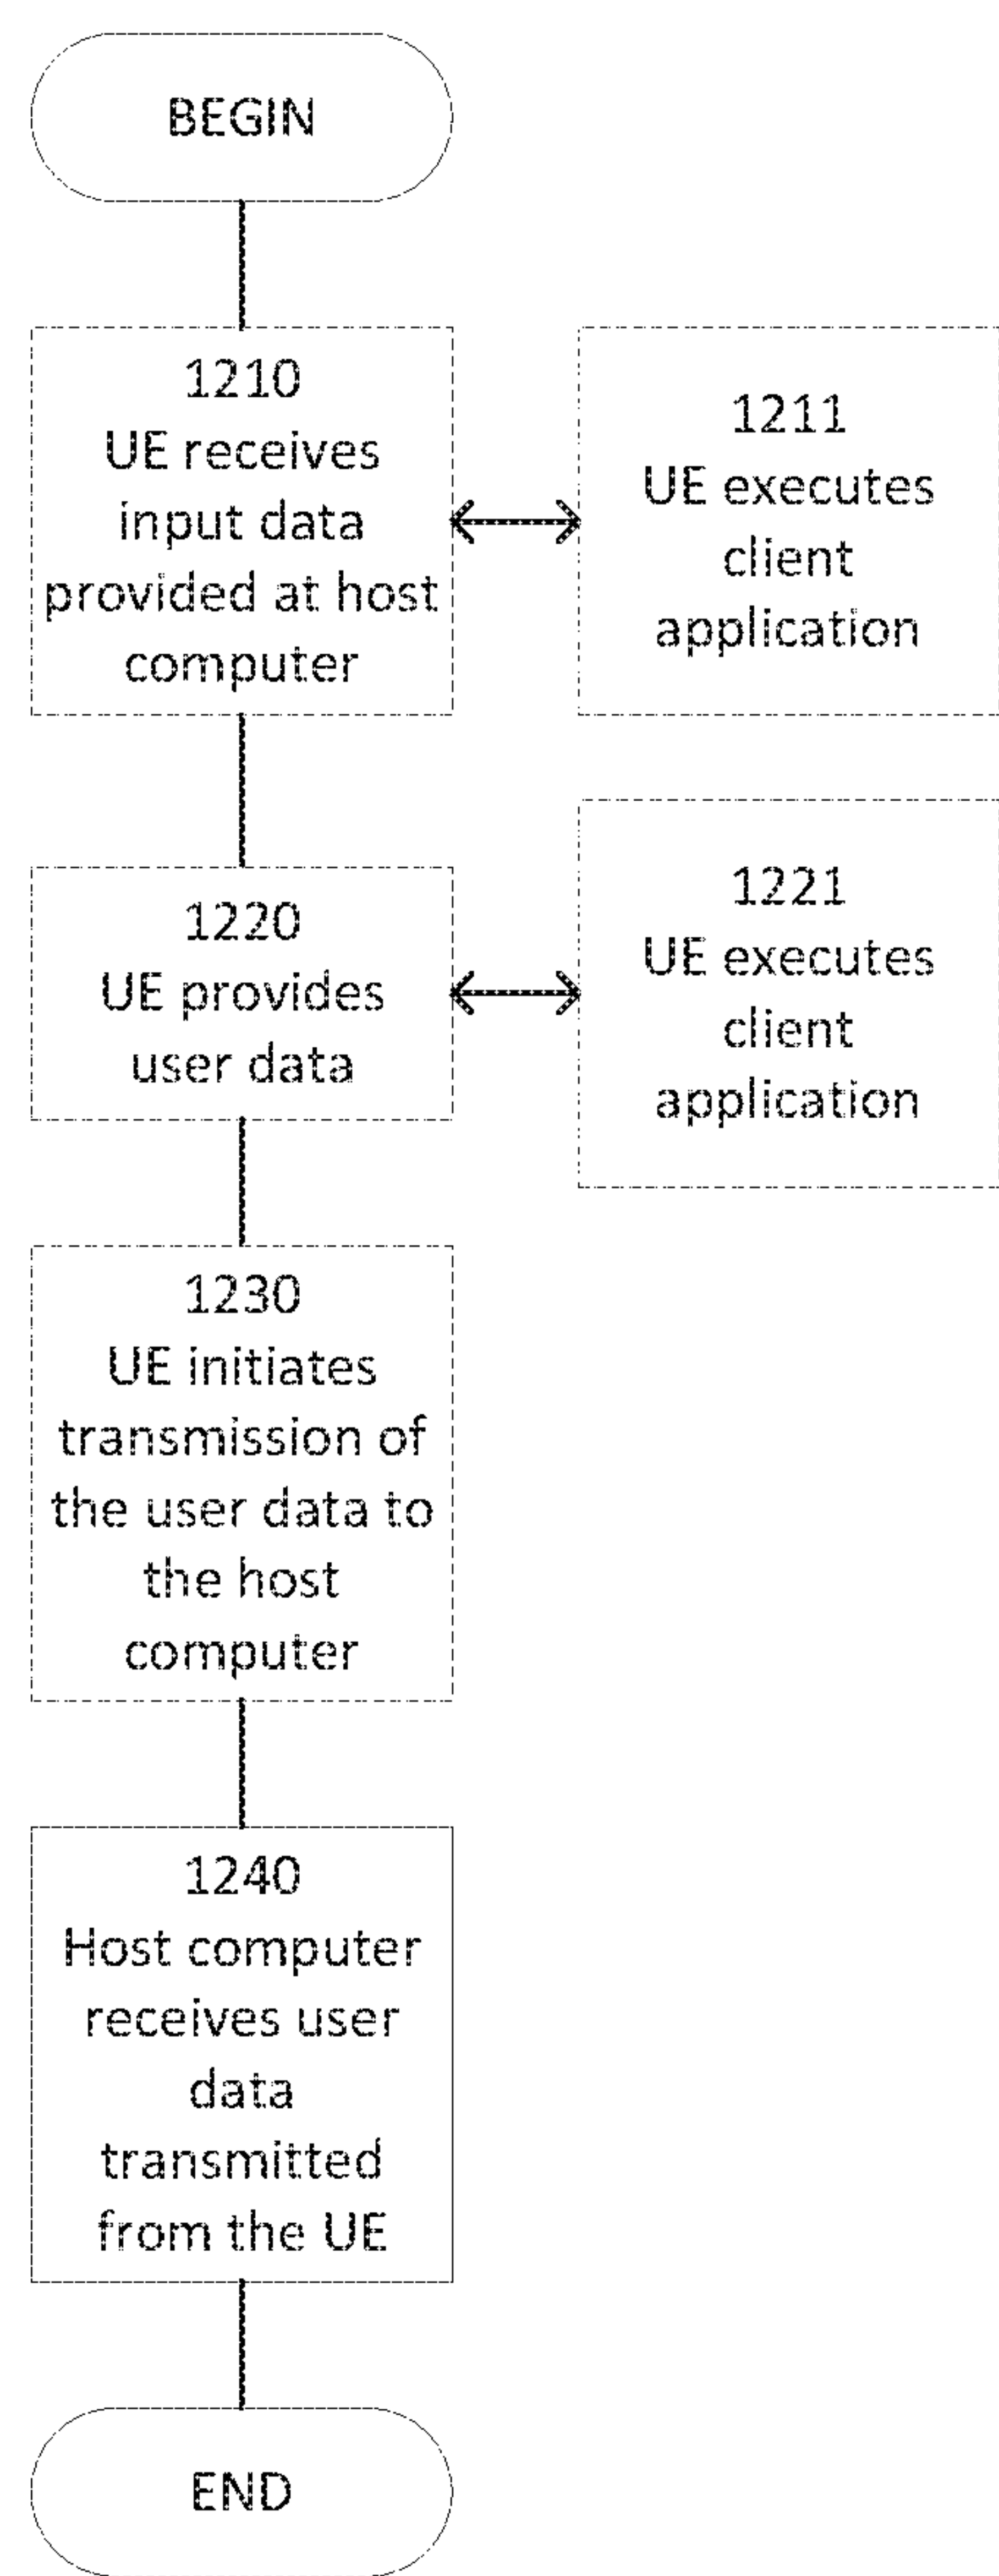 BEGIN
1210
UE receives
input data
provided at host
computer
1211
UE executes
client
application
1220
UE provides
user data
1221
UE executes
client
application
1230
UE initiates
transmission of
the user data to
the host
computer
1240
Host computer
receives user
data
transmitted
from the UE
END